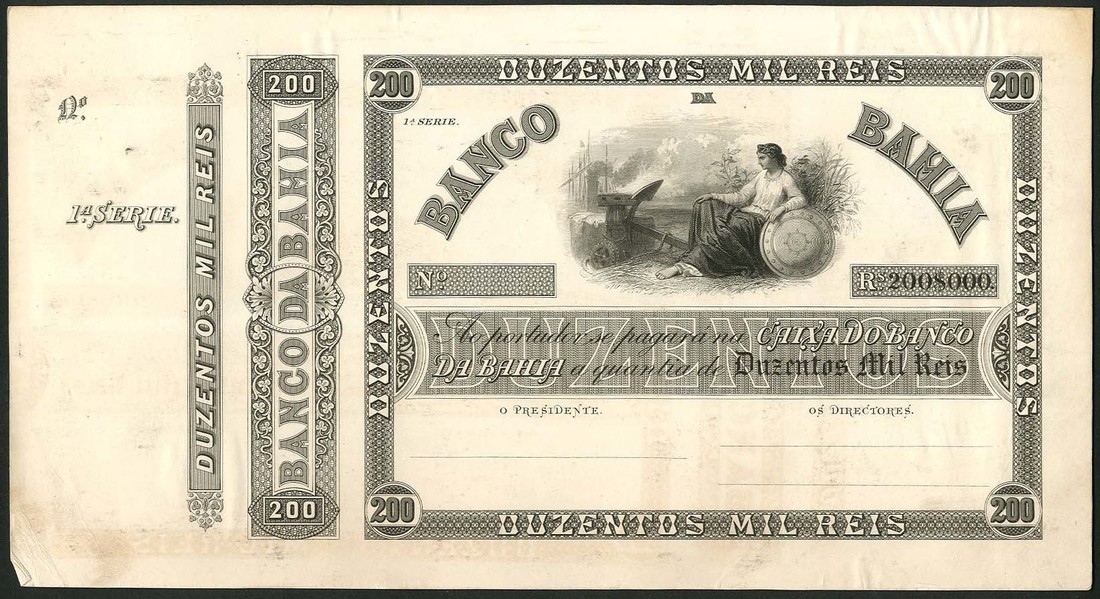 Nº
1ª SERIE.
DUZENTOS MIL REIS
200
BANCO DA BAHIA
200
200 DUZENTOS MIL REIS 200
1ª SERIE.
BANCO DA BAHIA
DUZENTOS
DUZENTOS
Nº
Rˢ 200$000.
DUZENTOS
Ao portador se pagará na CAIXA DO BANCO
DA BAHIA a quantia de Duzentos Mil Reis
O PRESIDENTE.
OS DIRECTORES.
200 DUZENTOS MIL REIS 200